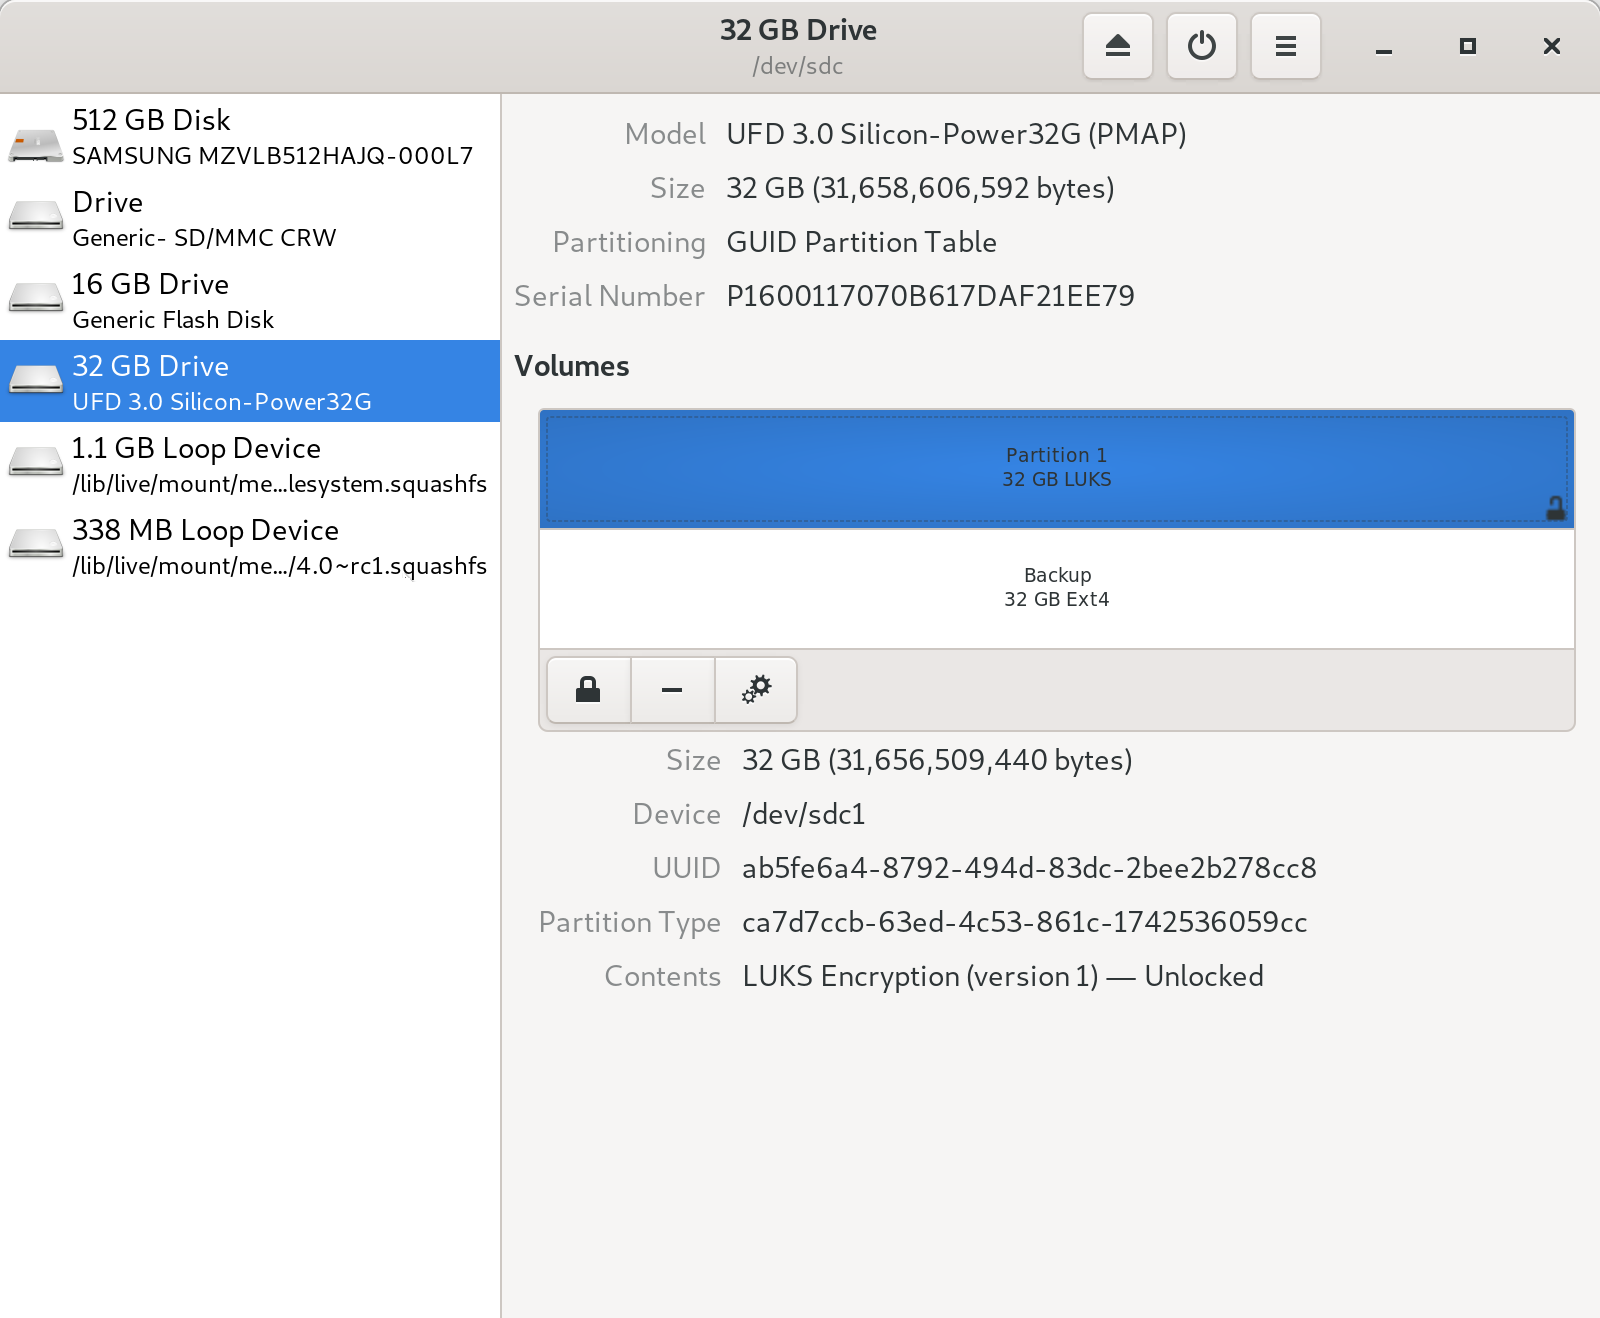 32 GB Drive
/dev/sdc
512 GB Disk
SAMSUNG MZVLB512HAJQ-000L7
Drive
Generic- SD/MMC CRW
16 GB Drive
Generic Flash Disk
32 GB Drive
UFD 3.0 Silicon-Power32G
1.1 GB Loop Device
/lib/live/mount/me...lesystem.squashfs
338 MB Loop Device
/lib/live/mount/me.../4.0~rc1.squashfs
Model UFD 3.0 Silicon-Power32G (PMAP)
Size 32 GB (31,658,606,592 bytes)
Partitioning GUID Partition Table
Serial Number P1600117070B617DAF21EE79
Volumes
Partition 1
32 GB LUKS
Backup
32 GB Ext4
Size 32 GB (31,656,509,440 bytes)
Device /dev/sdc1
UUID ab5fe6a4-8792-494d-83dc-2bee2b278cc8
Partition Type ca7d7ccb-63ed-4c53-861c-1742536059cc
Contents LUKS Encryption (version 1) — Unlocked